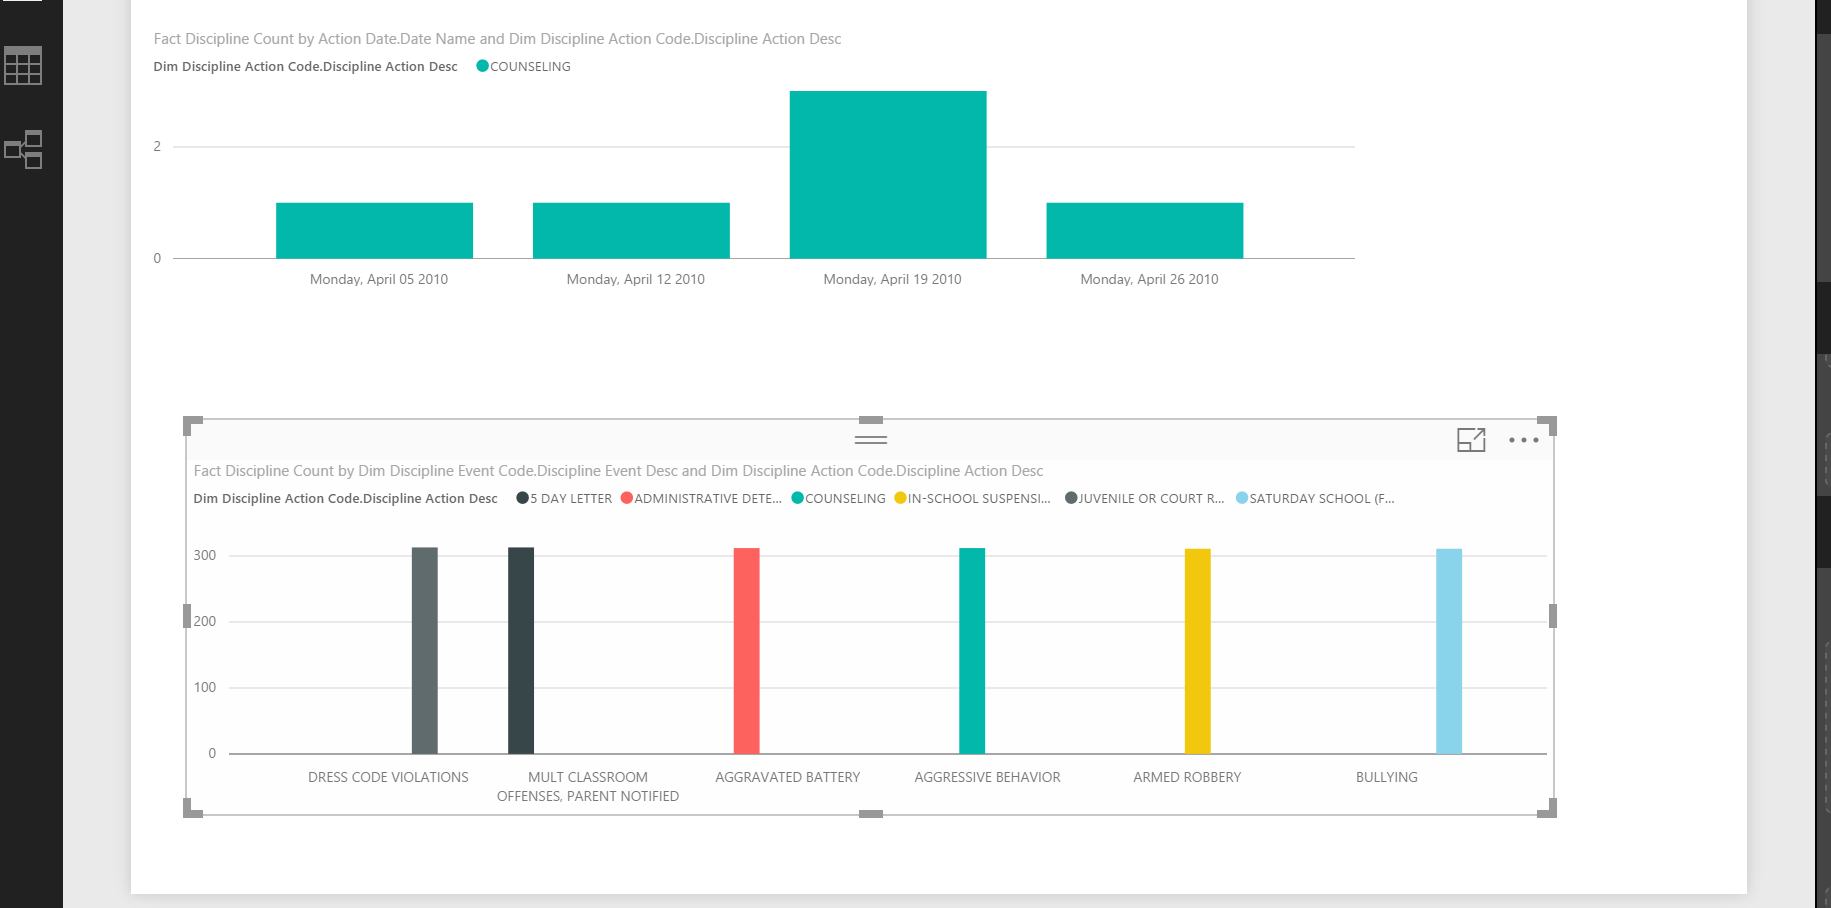 Fact Discipline Count by Action Date.Date Name and Dim Discipline Action Code.Discipline Action Desc
Dim Discipline Action Code.Discipline Action Desc COUNSELING
2
0
Monday, April 05 2010 Monday, April 12 2010 Monday, April 19 2010 Monday, April 26 2010
Fact Discipline Count by Dim Discipline Event Code.Discipline Event Desc and Dim Discipline Action Code.Discipline Action Desc
Dim Discipline Action Code.Discipline Action Desc 5 DAY LETTER ADMINISTRATIVE DETE... COUNSELING IN-SCHOOL SUSPENSI... JUVENILE OR COURT R... SATURDAY SCHOOL (F...
300
200
100
0
DRESS CODE VIOLATIONS MULT CLASSROOM AGGRAVATED BATTERY AGGRESSIVE BEHAVIOR ARMED ROBBERY BULLYING
OFFENSES, PARENT NOTIFIED